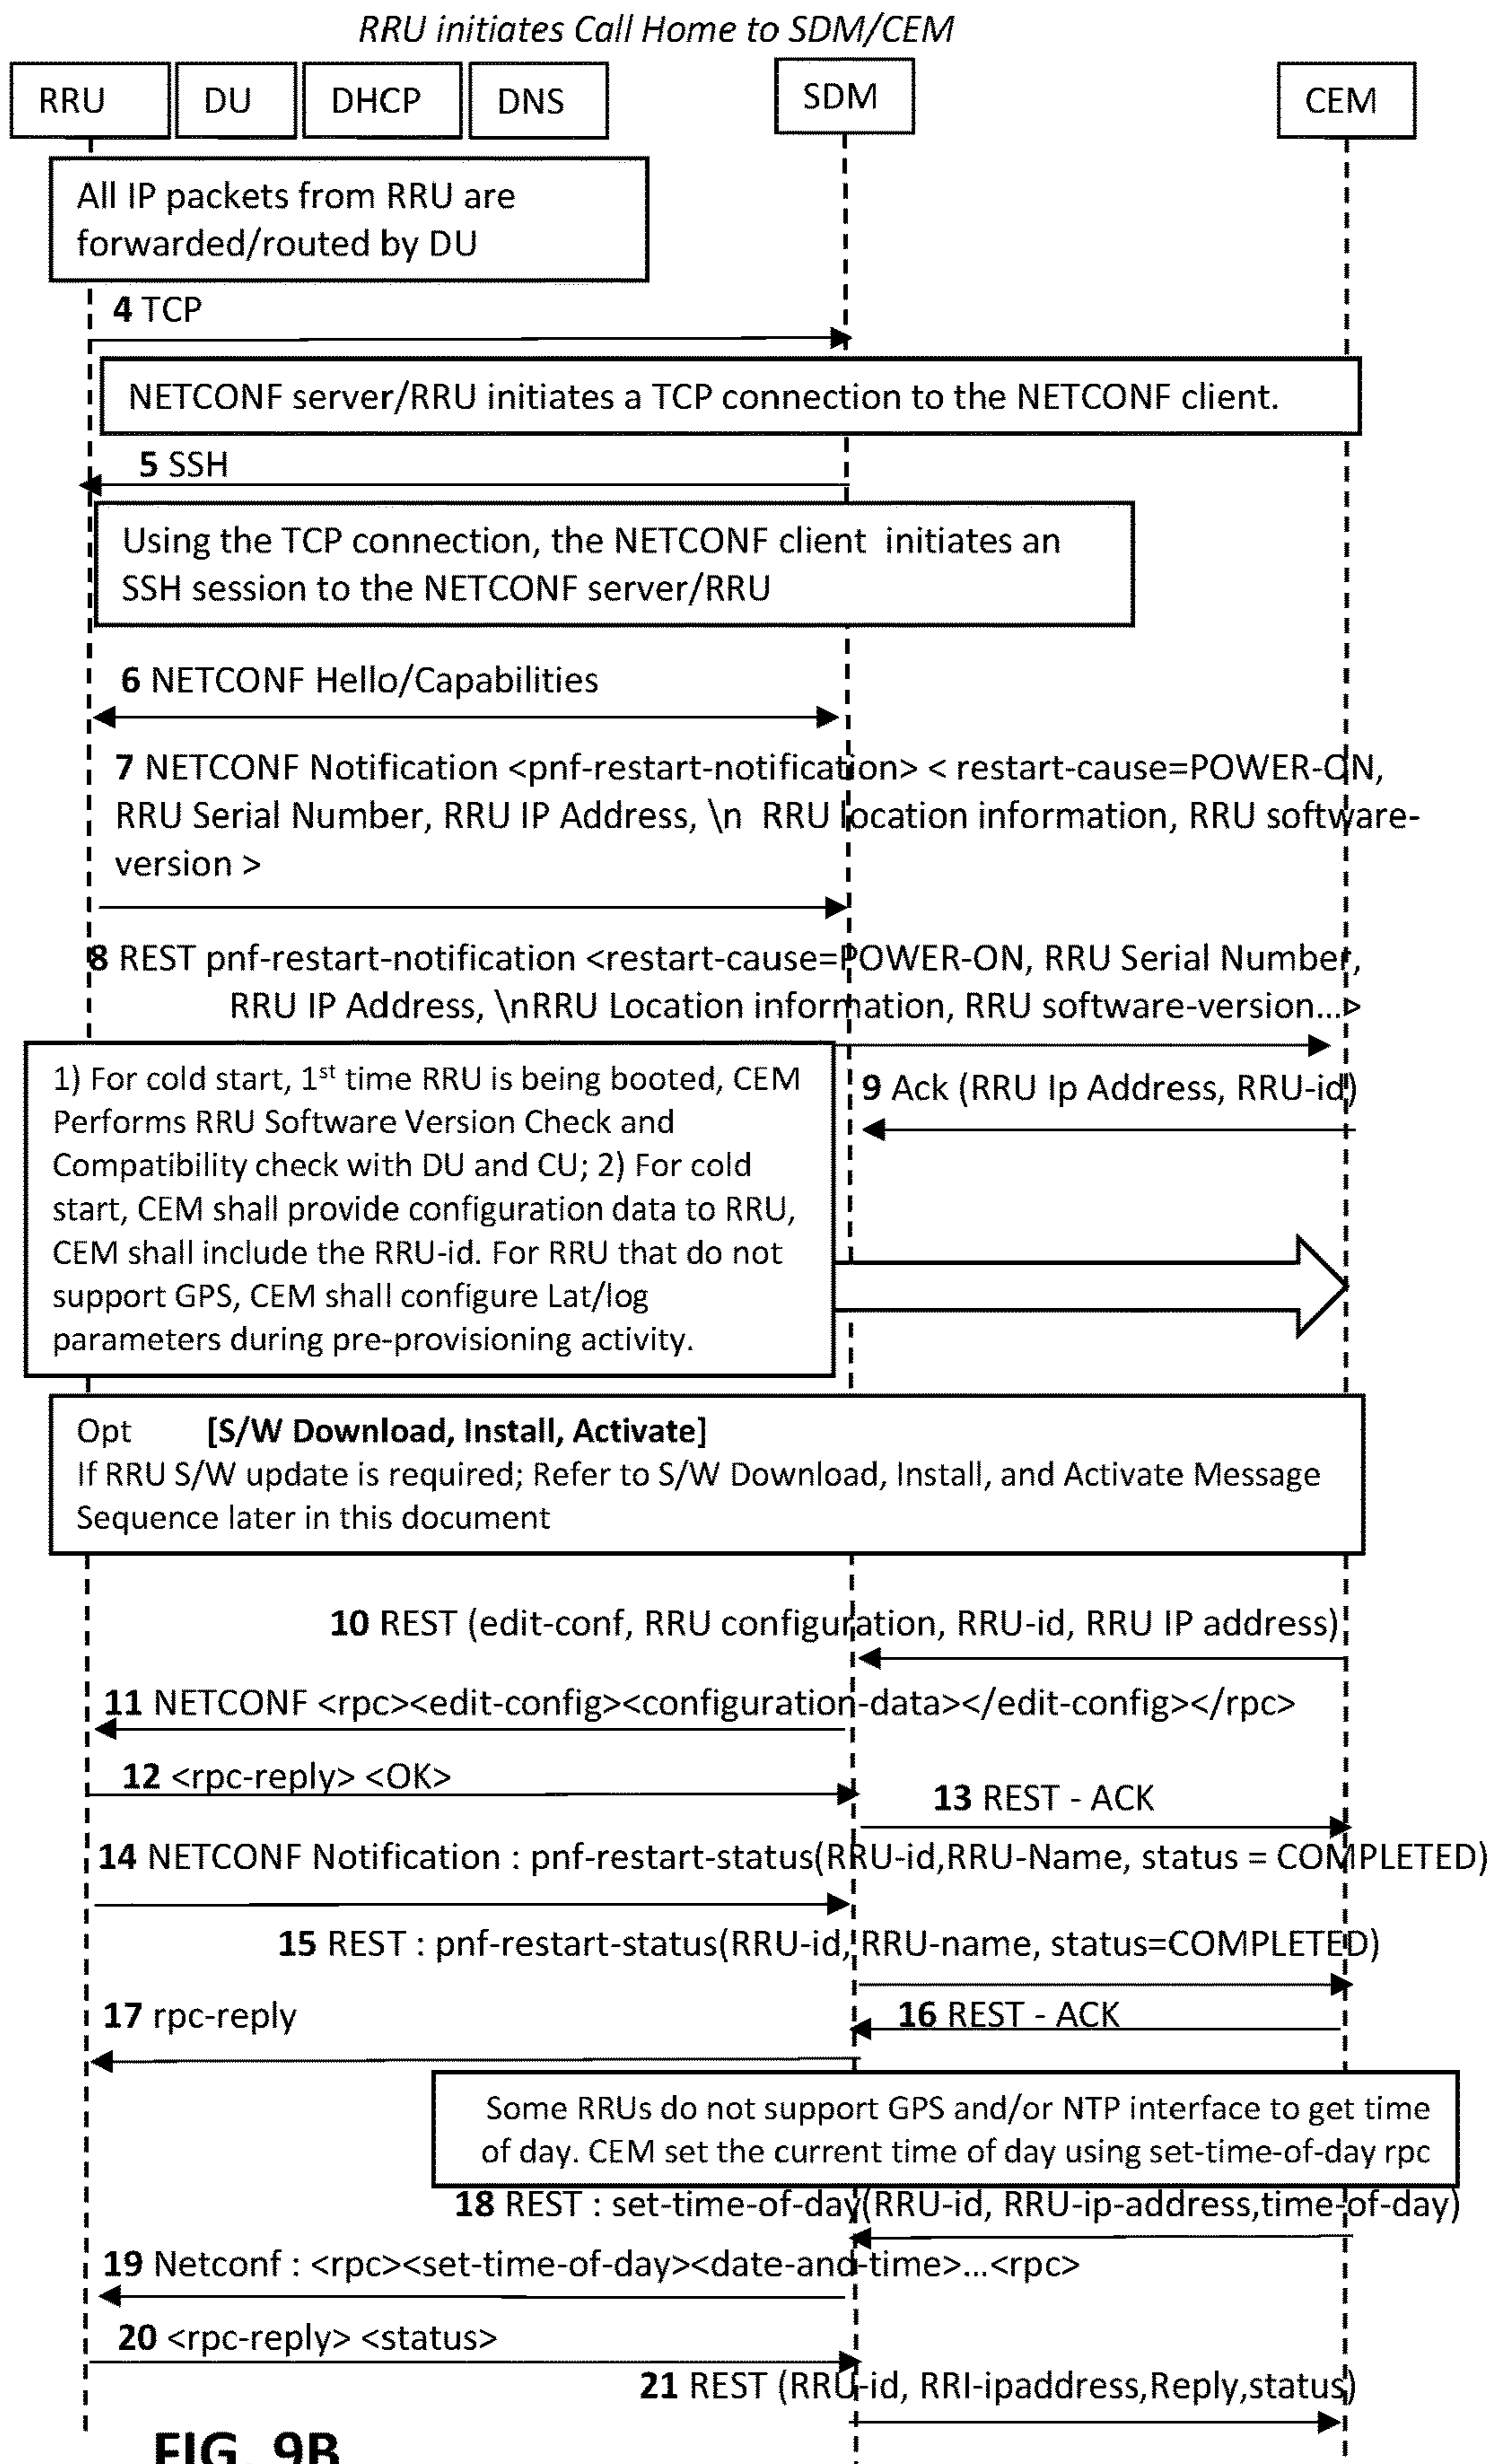 RRU initiates Call Home to SDM/CEM
RRU
DU
DHCP
DNS
SDM
CEM
All IP packets from RRU are
forwarded/routed by DU
4 TCP
NETCONF server/RRU initiates a TCP connection to the NETCONF client.
5 SSH
Using the TCP connection, the NETCONF client initiates an
SSH session to the NETCONF server/RRU
6 NETCONF Hello/Capabilities
7 NETCONF Notification <pnf-restart-notification> < restart-cause=POWER-ON,
RRU Serial Number, RRU IP Address, \n RRU location information, RRU software-
version >
8 REST pnf-restart-notification <restart-cause=POWER-ON, RRU Serial Number,
RRU IP Address, \nRRU Location information, RRU software-version...>
1) For cold start, 1st time RRU is being booted, CEM
Performs RRU Software Version Check and
Compatibility check with DU and CU; 2) For cold
start, CEM shall provide configuration data to RRU,
CEM shall include the RRU-id. For RRU that do not
support GPS, CEM shall configure Lat/log
parameters during pre-provisioning activity.
9 Ack (RRU Ip Address, RRU-id)
Opt [S/W Download, Install, Activate]
If RRU S/W update is required; Refer to S/W Download, Install, and Activate Message
Sequence later in this document
10 REST (edit-conf, RRU configuration, RRU-id, RRU IP address)
11 NETCONF <rpc><edit-config><configuration-data></edit-config></rpc>
12 <rpc-reply> <OK>
13 REST - ACK
14 NETCONF Notification : pnf-restart-status(RRU-id,RRU-Name, status = COMPLETED)
15 REST : pnf-restart-status(RRU-id, RRU-name, status=COMPLETED)
17 rpc-reply
16 REST - ACK
Some RRUs do not support GPS and/or NTP interface to get time
of day. CEM set the current time of day using set-time-of-day rpc
18 REST : set-time-of-day(RRU-id, RRU-ip-address,time-of-day)
19 Netconf : <rpc><set-time-of-day><date-and-time>...<rpc>
20 <rpc-reply> <status>
21 REST (RRU-id, RRI-ipaddress,Reply,status)
FIG. 9B